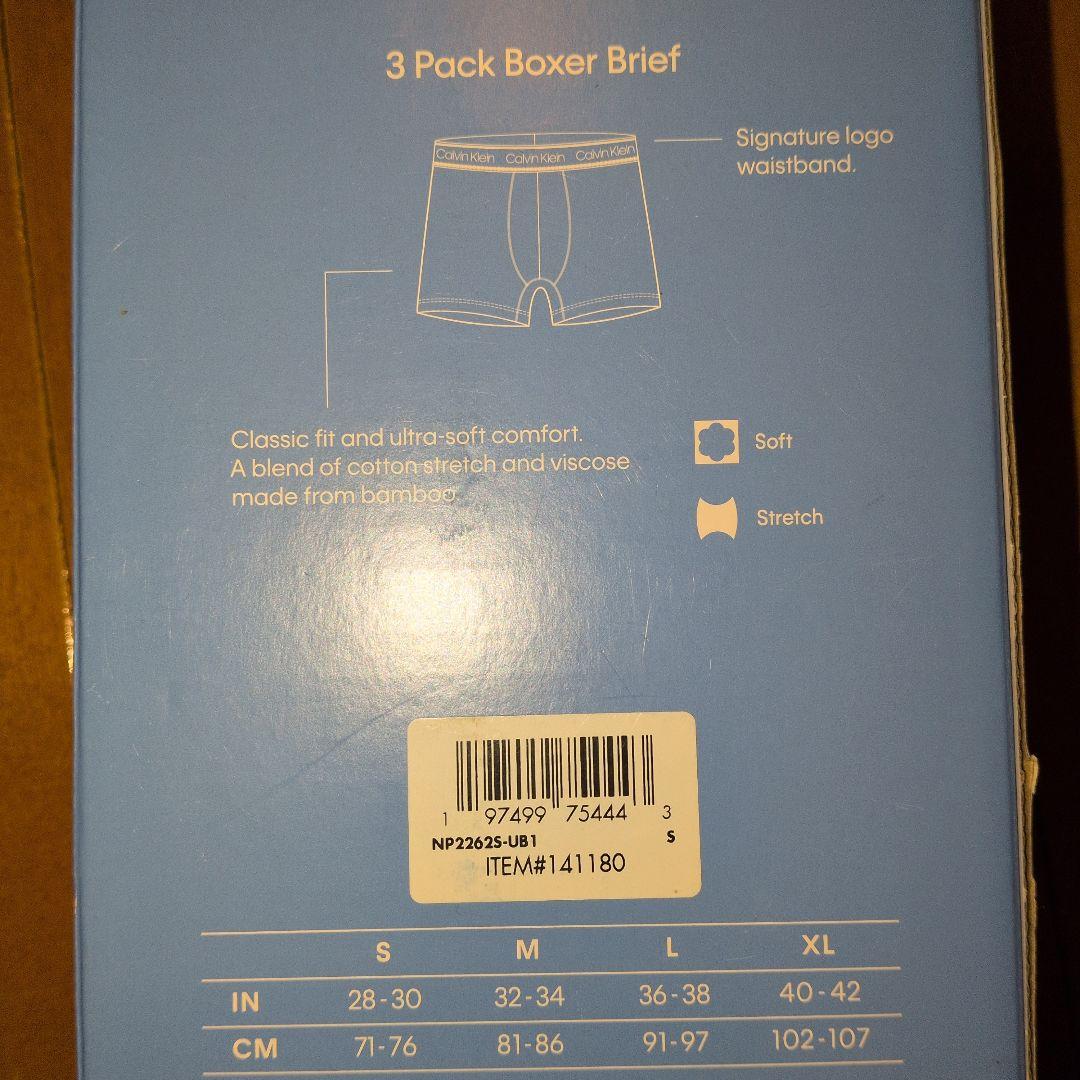 3 Pack Boxer Brief
Calvin Klein Calvin Klein Calvin Klein
Signature logo
waistband.
Classic fit and ultra-soft comfort.
A blend of cotton stretch and viscose
made from bamboo.
Soft
Stretch
1 97499 75444 3
NP2262S-UB1 S
ITEM#141180
S M L XL
IN 28-30 32-34 36-38 40-42
CM 71-76 81-86 91-97 102-107